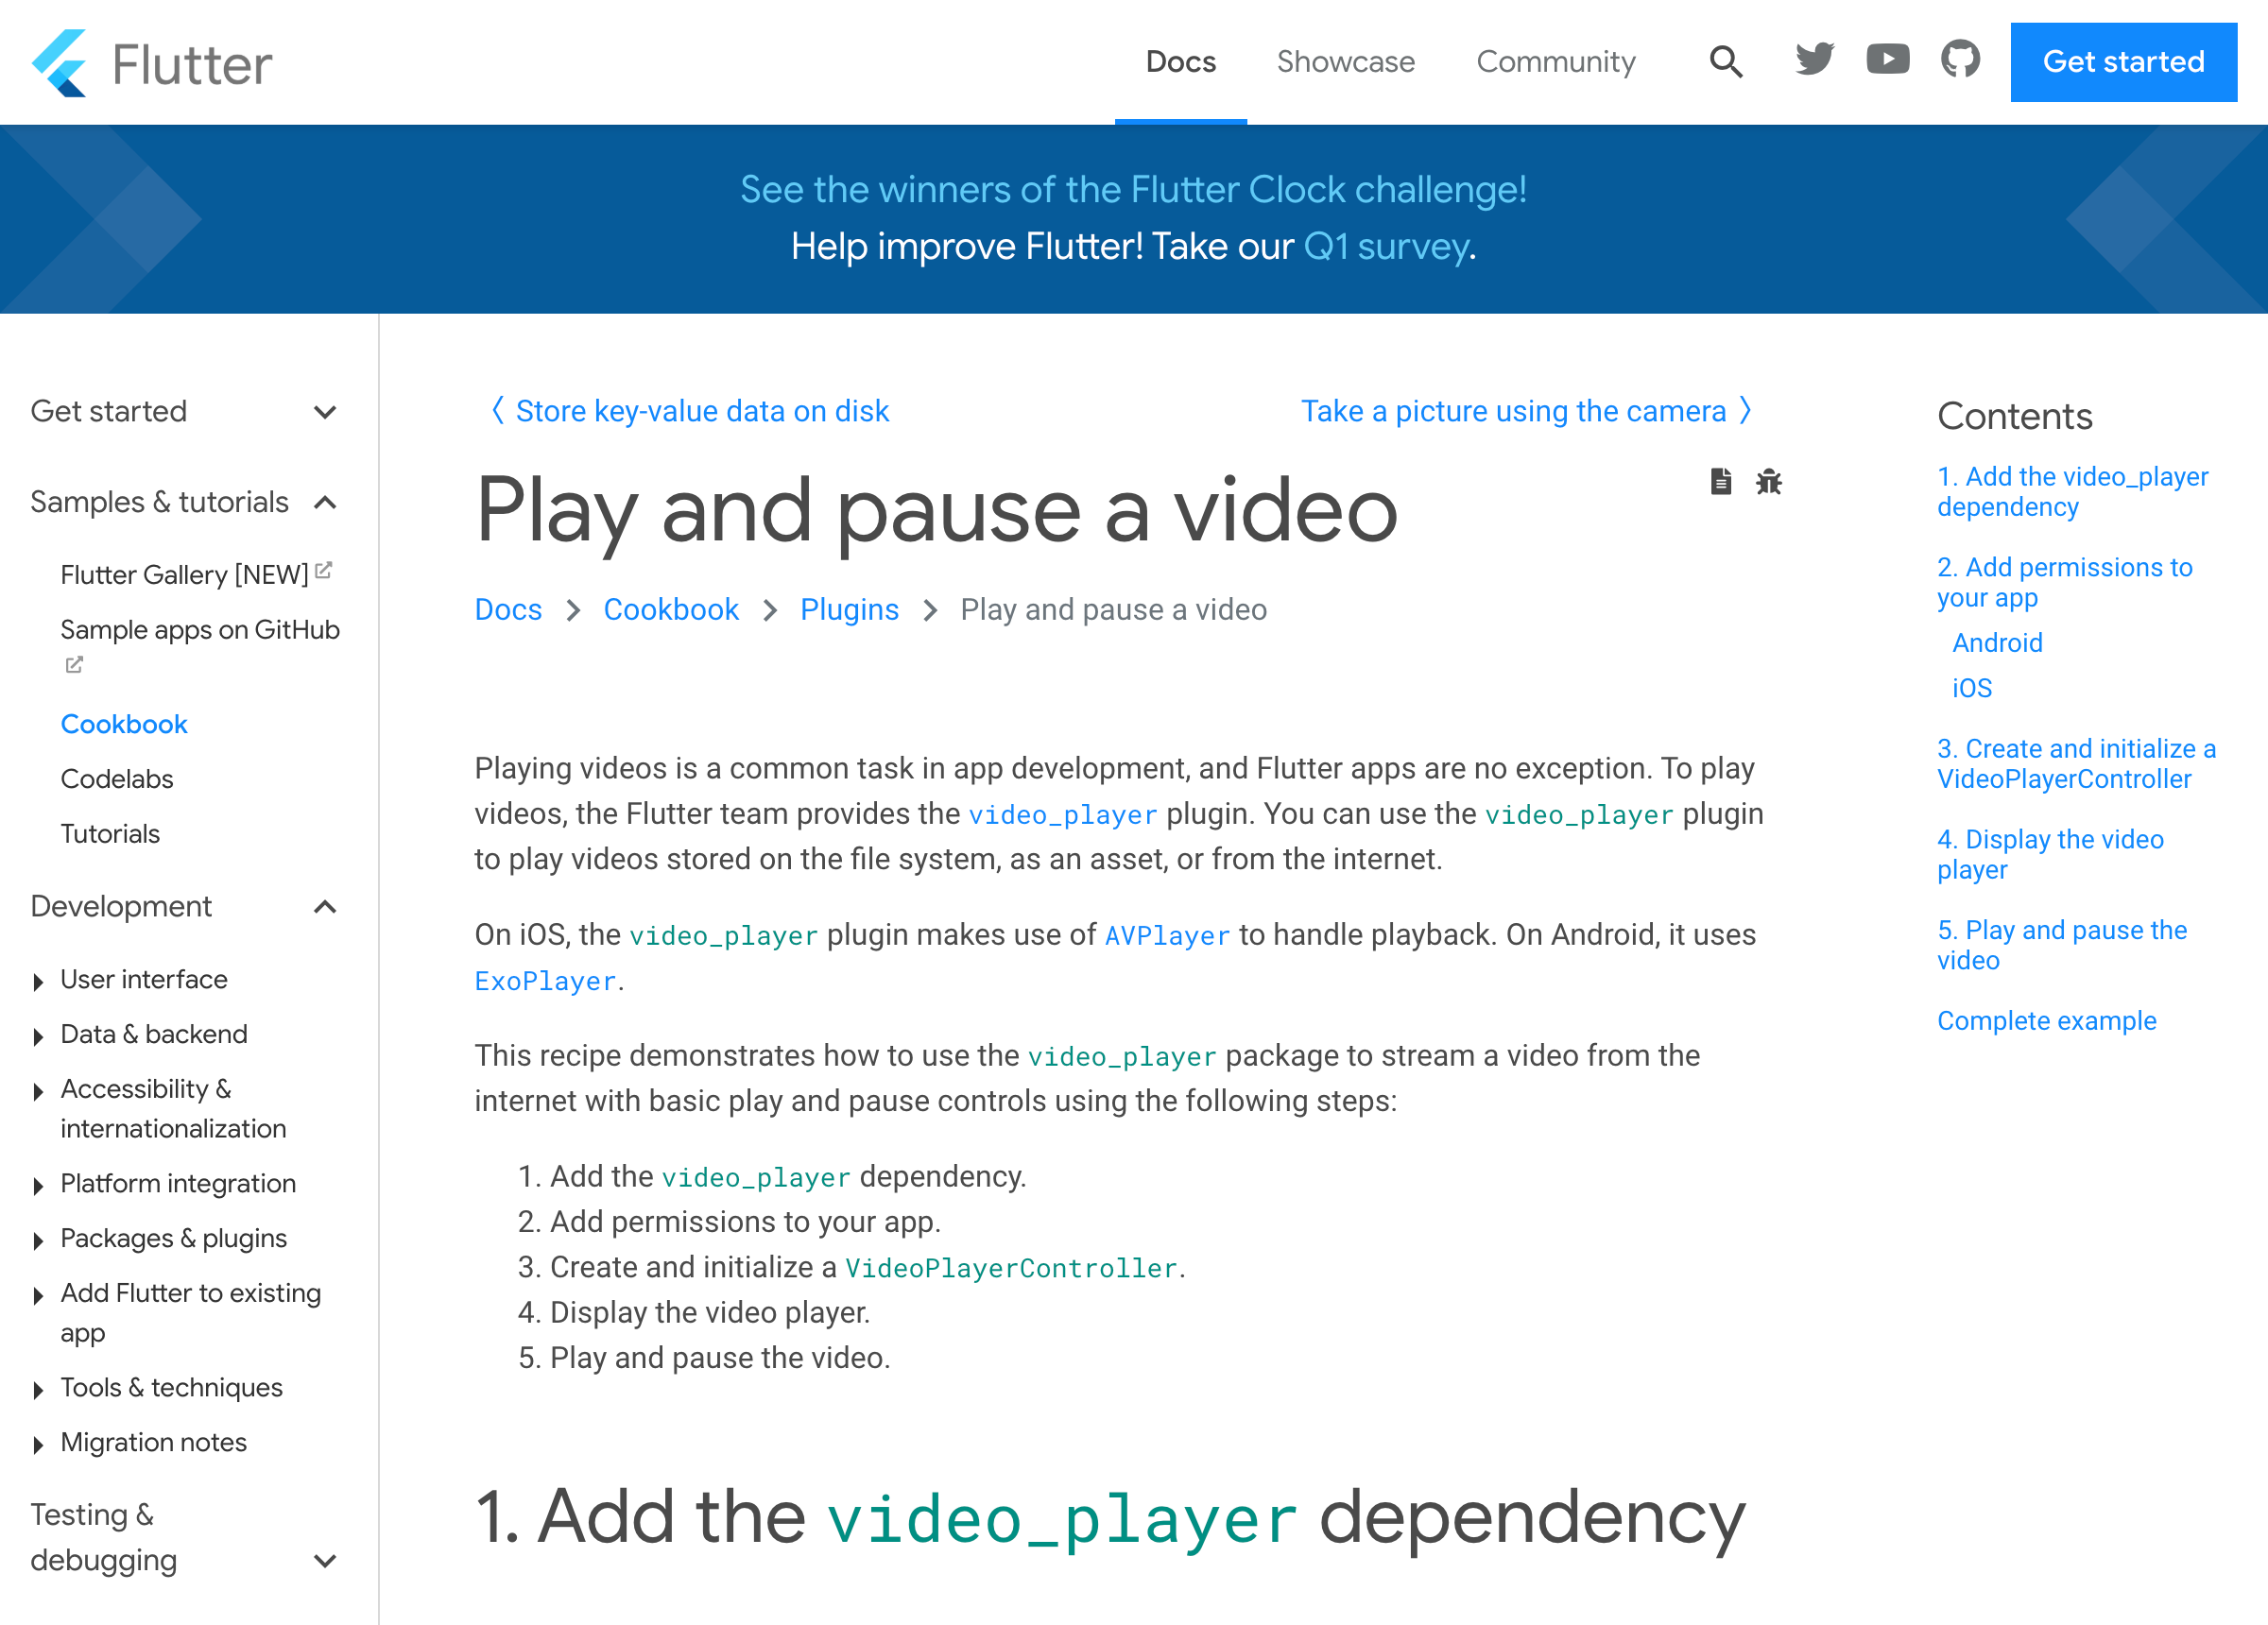 Flutter
Docs
Showcase
Community
Get started
See the winners of the Flutter Clock challenge!
Help improve Flutter! Take our Q1 survey.
Get started
Samples & tutorials
Flutter Gallery [NEW]
Sample apps on GitHub
Cookbook
Codelabs
Tutorials
Development
User interface
Data & backend
Accessibility &
internationalization
Platform integration
Packages & plugins
Add Flutter to existing
app
Tools & techniques
Migration notes
Testing &
debugging
〈 Store key-value data on disk
Take a picture using the camera 〉
Play and pause a video
Docs > Cookbook > Plugins > Play and pause a video
Playing videos is a common task in app development, and Flutter apps are no exception. To play
videos, the Flutter team provides the video_player plugin. You can use the video_player plugin
to play videos stored on the file system, as an asset, or from the internet.
On iOS, the video_player plugin makes use of AVPlayer to handle playback. On Android, it uses
ExoPlayer.
This recipe demonstrates how to use the video_player package to stream a video from the
internet with basic play and pause controls using the following steps:
1. Add the video_player dependency.
2. Add permissions to your app.
3. Create and initialize a VideoPlayerController.
4. Display the video player.
5. Play and pause the video.
1. Add the video_player dependency
Contents
1. Add the video_player
dependency
2. Add permissions to
your app
Android
iOS
3. Create and initialize a
VideoPlayerController
4. Display the video
player
5. Play and pause the
video
Complete example